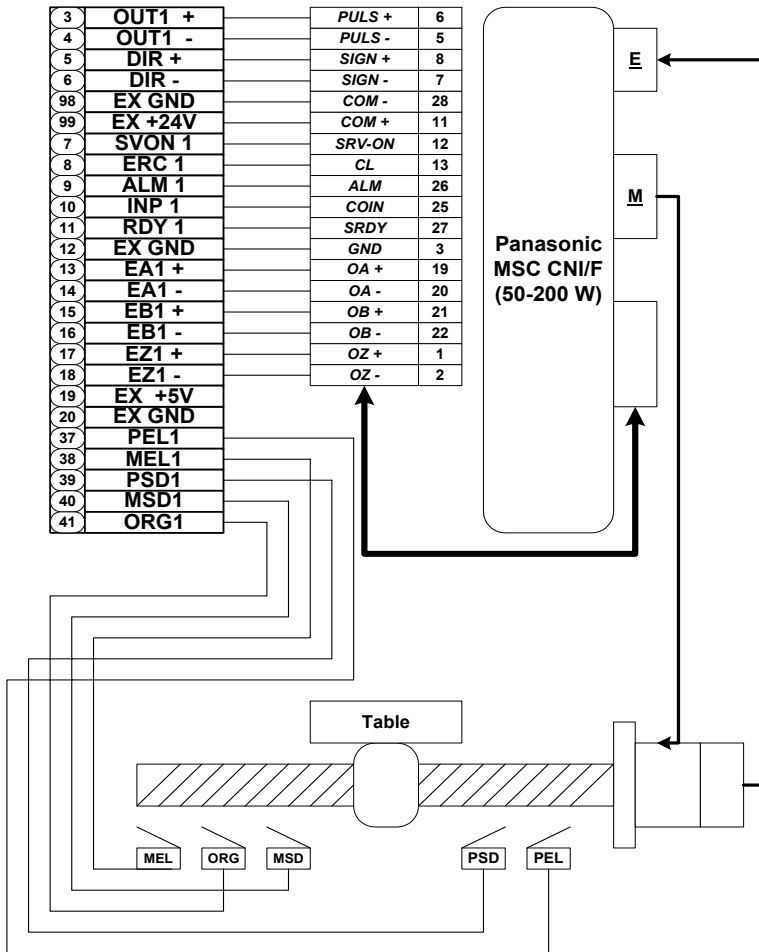 3 OUT1 + PULS + 6
4 OUT1 - PULS - 5
5 DIR + SIGN + 8
6 DIR - SIGN - 7
98 EX GND COM - 28
99 EX +24V COM + 11
7 SVON 1 SRV-ON 12
8 ERC 1 CL 13
9 ALM 1 ALM 26
10 INP 1 COIN 25
11 RDY 1 SRDY 27
12 EX GND GND 3
13 EA1 + OA + 19
14 EA1 - OA - 20
15 EB1 + OB + 21
16 EB1 - OB - 22
17 EZ1 + OZ + 1
18 EZ1 - OZ - 2
19 EX +5V
20 EX GND
37 PEL1
38 MEL1
39 PSD1
40 MSD1
41 ORG1
E
M
Panasonic
MSC CNI/F
(50-200 W)
Table
MEL ORG MSD PSD PEL